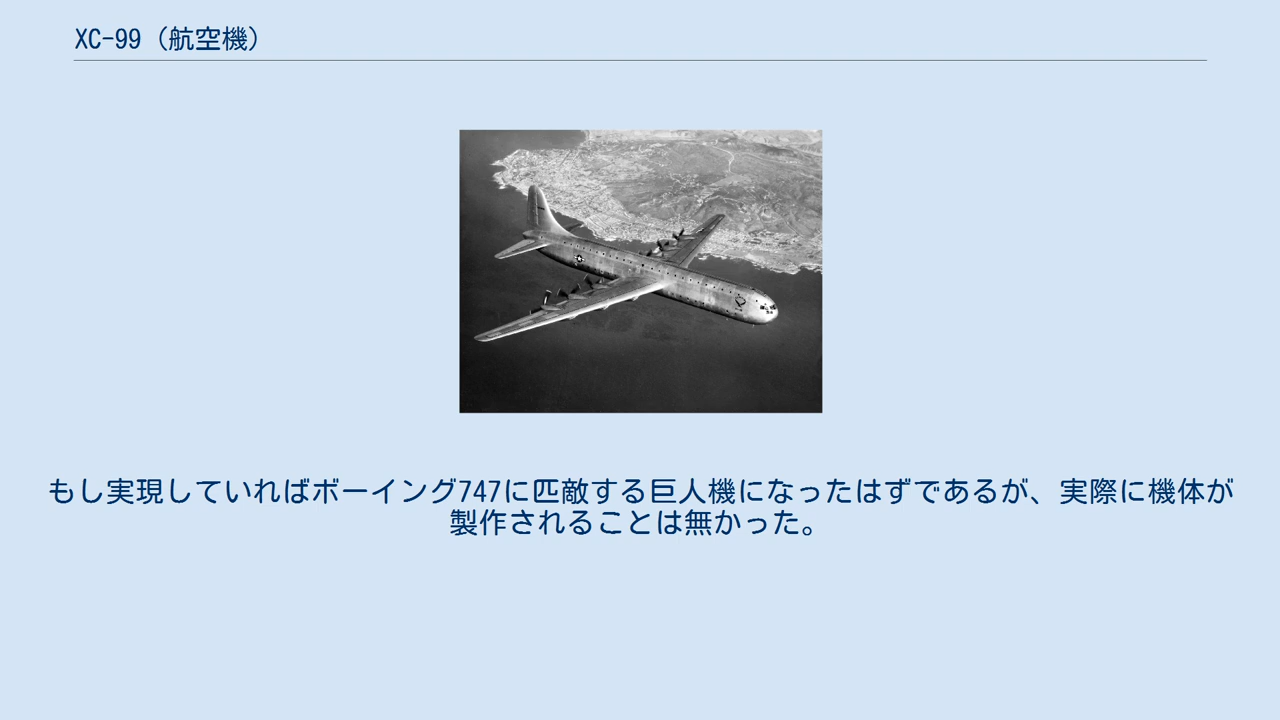 XC-99（航空機）
もし実現していればボーイング747に匹敵する巨人機になったはずであるが、実際に機体が
製作されることは無かった。